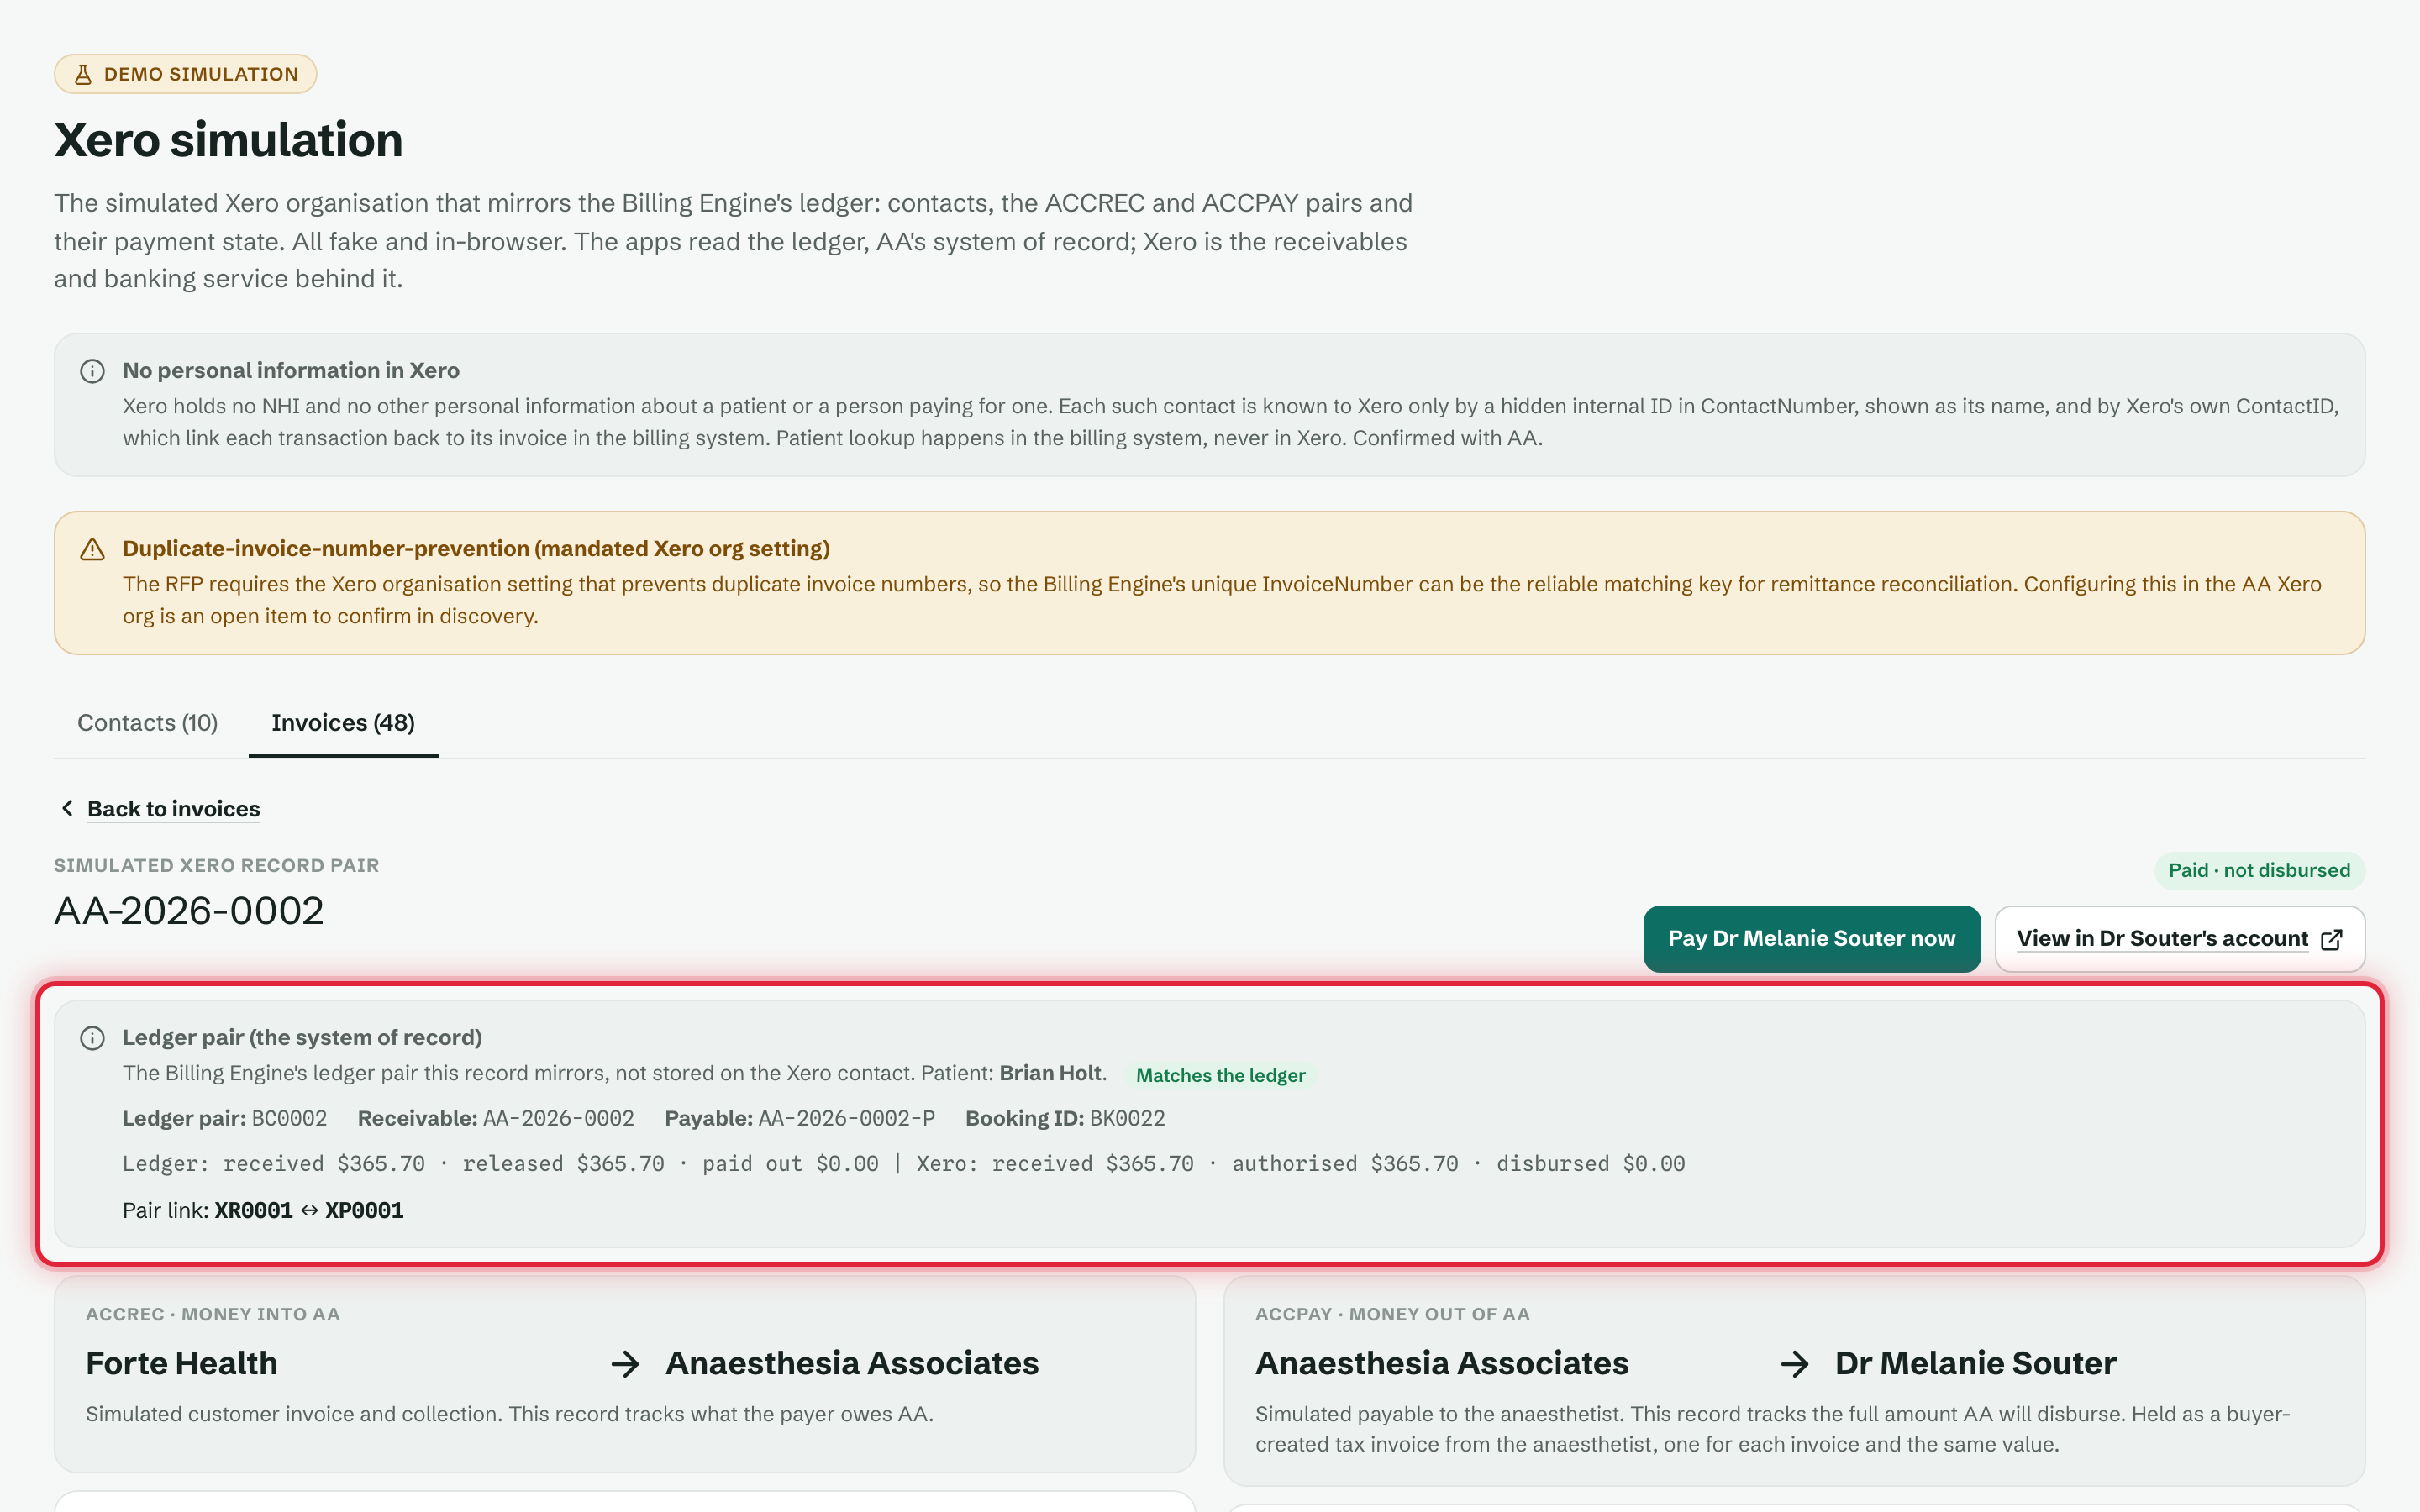 DEMO SIMULATION
Xero simulation
The simulated Xero organisation that mirrors the Billing Engine's ledger: contacts, the ACCREC and ACCPAY pairs and
their payment state. All fake and in-browser. The apps read the ledger, AA's system of record; Xero is the receivables
and banking service behind it.
No personal information in Xero
Xero holds no NHI and no other personal information about a patient or a person paying for one. Each such contact is known to Xero only by a hidden internal ID in ContactNumber, shown as its name, and by Xero's own ContactID,
which link each transaction back to its invoice in the billing system. Patient lookup happens in the billing system, never in Xero. Confirmed with AA.
Duplicate-invoice-number-prevention (mandated Xero org setting)
The RFP requires the Xero organisation setting that prevents duplicate invoice numbers, so the Billing Engine's unique InvoiceNumber can be the reliable matching key for remittance reconciliation. Configuring this in the AA Xero
org is an open item to confirm in discovery.
Contacts (10) Invoices (48)
Back to invoices
SIMULATED XERO RECORD PAIR
Paid · not disbursed
AA-2026-0002
Pay Dr Melanie Souter now View in Dr Souter's account
Ledger pair (the system of record)
The Billing Engine's ledger pair this record mirrors, not stored on the Xero contact. Patient: Brian Holt. Matches the ledger
Ledger pair: BC0002 Receivable: AA-2026-0002 Payable: AA-2026-0002-P Booking ID: BK0022
Ledger: received $365.70 · released $365.70 · paid out $0.00 | Xero: received $365.70 · authorised $365.70 · disbursed $0.00
Pair link: XR0001 ↔ XP0001
ACCREC · MONEY INTO AA
Forte Health → Anaesthesia Associates
Simulated customer invoice and collection. This record tracks what the payer owes AA.
ACCPAY · MONEY OUT OF AA
Anaesthesia Associates → Dr Melanie Souter
Simulated payable to the anaesthetist. This record tracks the full amount AA will disburse. Held as a buyer-
created tax invoice from the anaesthetist, one for each invoice and the same value.